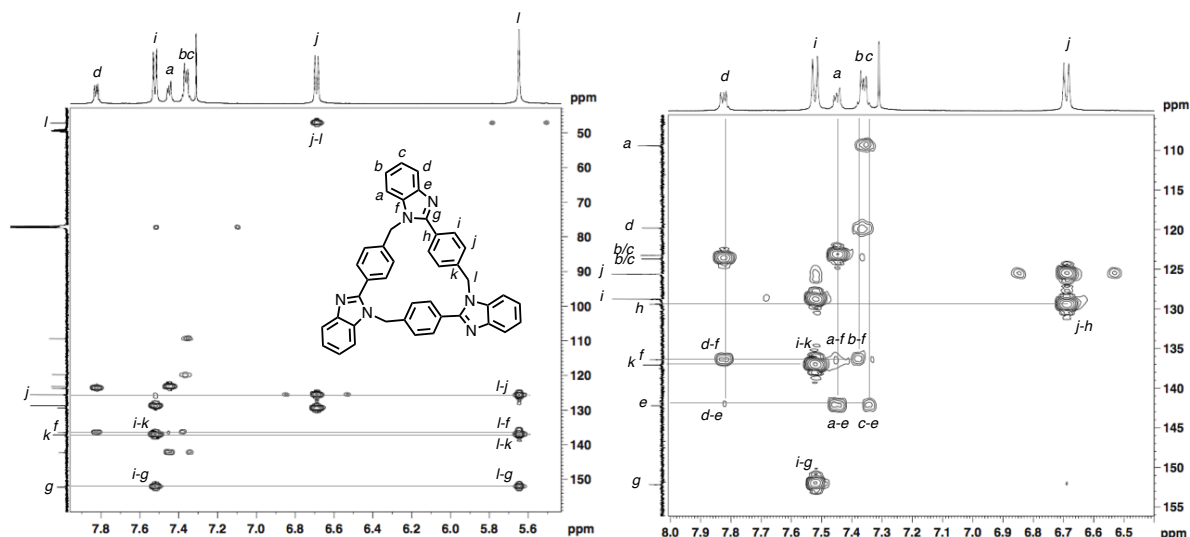 l
i
j
bc
d
a
ppm
l
j-l
50
60
70
80
90
100
110
120
130
140
150
c
b
d
e
a
f
N
N
g
h
i
j
k
l
N
N
N
N
j
f
k
g
i-k
i-g
l-j
l-f
l-k
l-g
7.8 7.6 7.4 7.2 7.0 6.8 6.6 6.4 6.2 6.0 5.8 5.6 ppm
i
j
bc
d
a
ppm
a
d
b/c
b/c
j
i
h
f
k
e
g
110
115
120
125
130
135
140
145
150
155
j-h
d-f
i-k
a-f
b-f
d-e
a-e
c-e
i-g
8.0 7.9 7.8 7.7 7.6 7.5 7.4 7.3 7.2 7.1 7.0 6.9 6.8 6.7 6.6 6.5 ppm